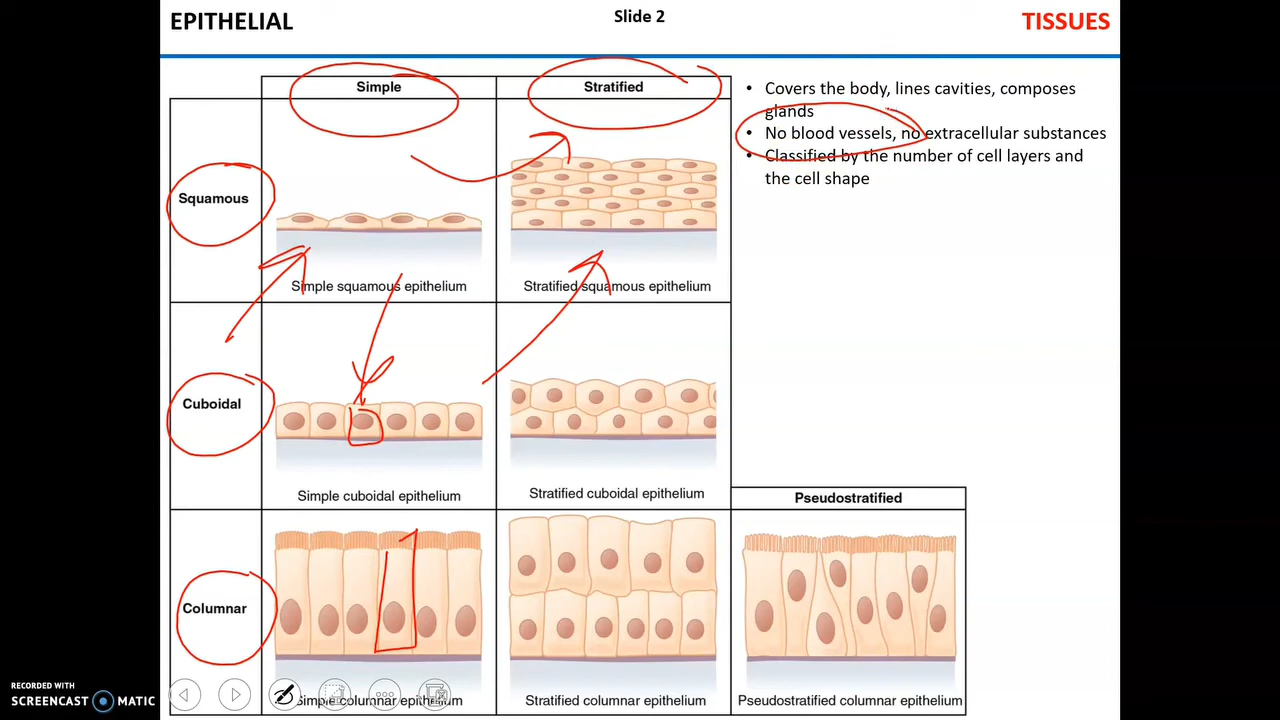 EPITHELIAL
Slide 2
TISSUES
Simple
Stratified
• Covers the body, lines cavities, composes
glands
• No blood vessels, no extracellular substances
• Classified by the number of cell layers and
the cell shape
Squamous
Simple squamous epithelium
Stratified squamous epithelium
Cuboidal
Simple cuboidal epithelium
Stratified cuboidal epithelium
Pseudostratified
Columnar
Simple columnar epithelium
Stratified columnar epithelium
Pseudostratified columnar epithelium
RECORDED WITH
SCREENCAST MATIC